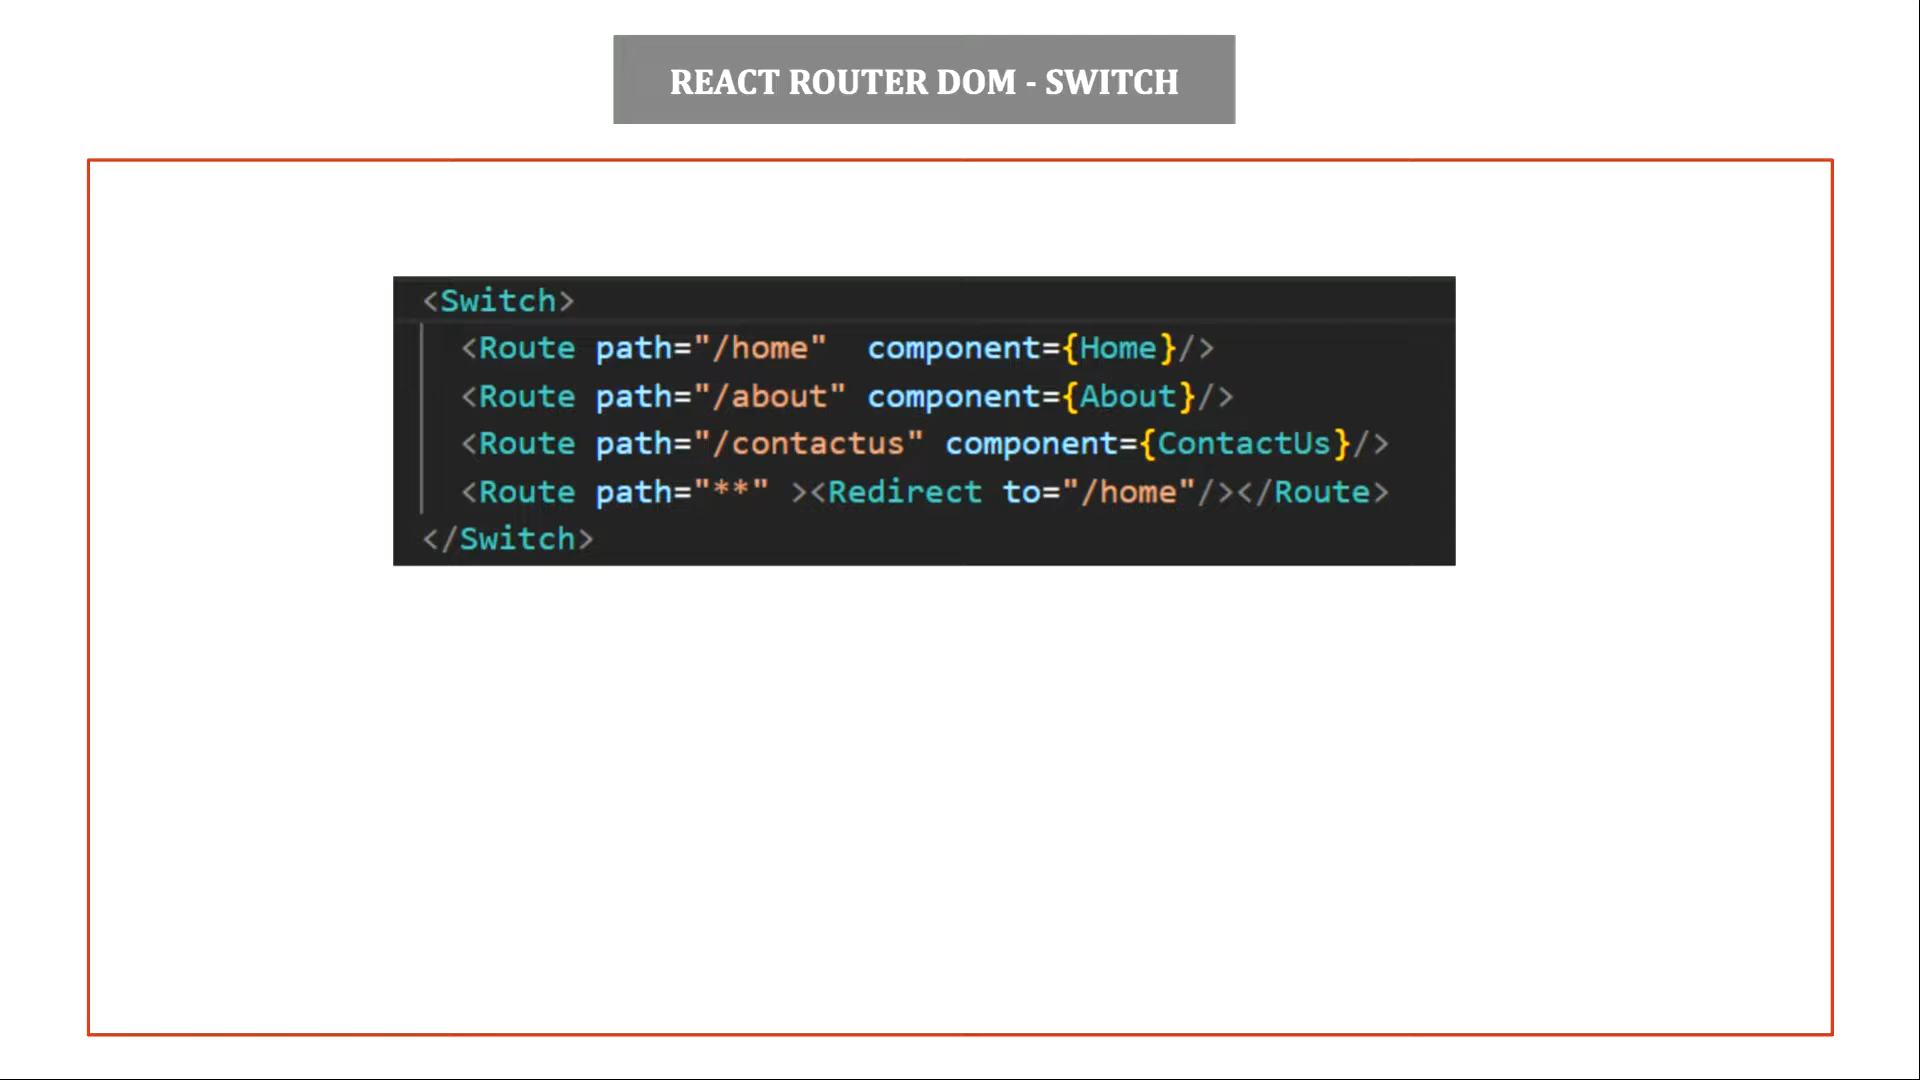 REACT ROUTER DOM - SWITCH
<Switch>
<Route path="/home"  component={Home}/>
<Route path="/about" component={About}/>
<Route path="/contactus" component={ContactUs}/>
<Route path="**" ><Redirect to="/home"/></Route>
</Switch>